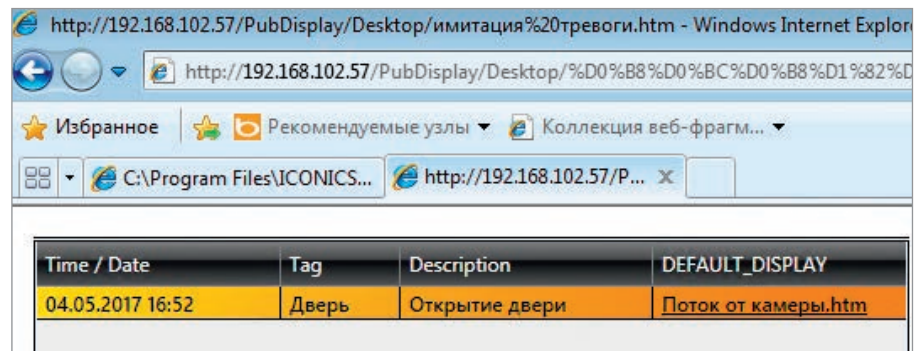 http://192.168.102.57/PubDisplay/Desktop/имитация%20тревоги.htm - Windows Internet Explor
http://192.168.102.57/PubDisplay/Desktop/%D0%B8%D0%BC%D0%B8%D1%82%D
Избранное Рекомендуемые узлы Коллекция веб-фрагм...
C:\Program Files\ICONICS... http://192.168.102.57/P... x
Time / Date Tag Description DEFAULT_DISPLAY
04.05.2017 16:52 Дверь Открытие двери Поток от камеры.htm